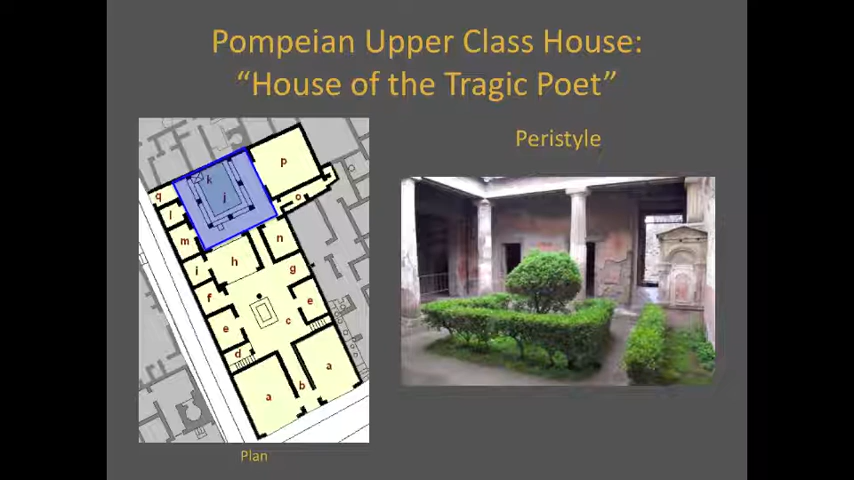 Pompeian Upper Class House:
“House of the Tragic Poet”
Peristyle
p
k
q
j
o
l
m
n
h
i
g
f
e
e
c
d
a
b
a
Plan